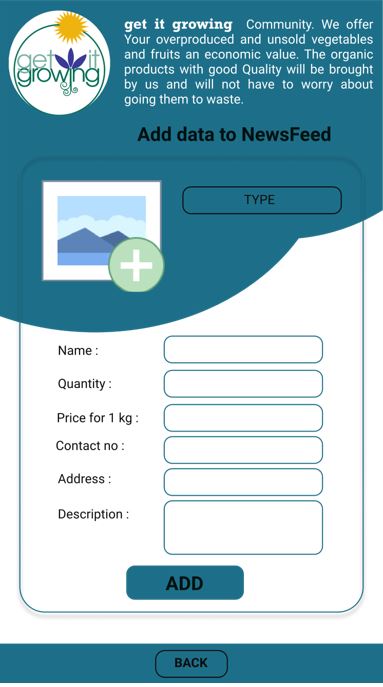 get it
growing
get it growing Community. We offer
Your overproduced and unsold vegetables
and fruits an economic value. The organic
products with good Quality will be brought
by us and will not have to worry about
going them to waste.
Add data to NewsFeed
TYPE
Name :
Quantity :
Price for 1 kg :
Contact no :
Address :
Description :
ADD
BACK